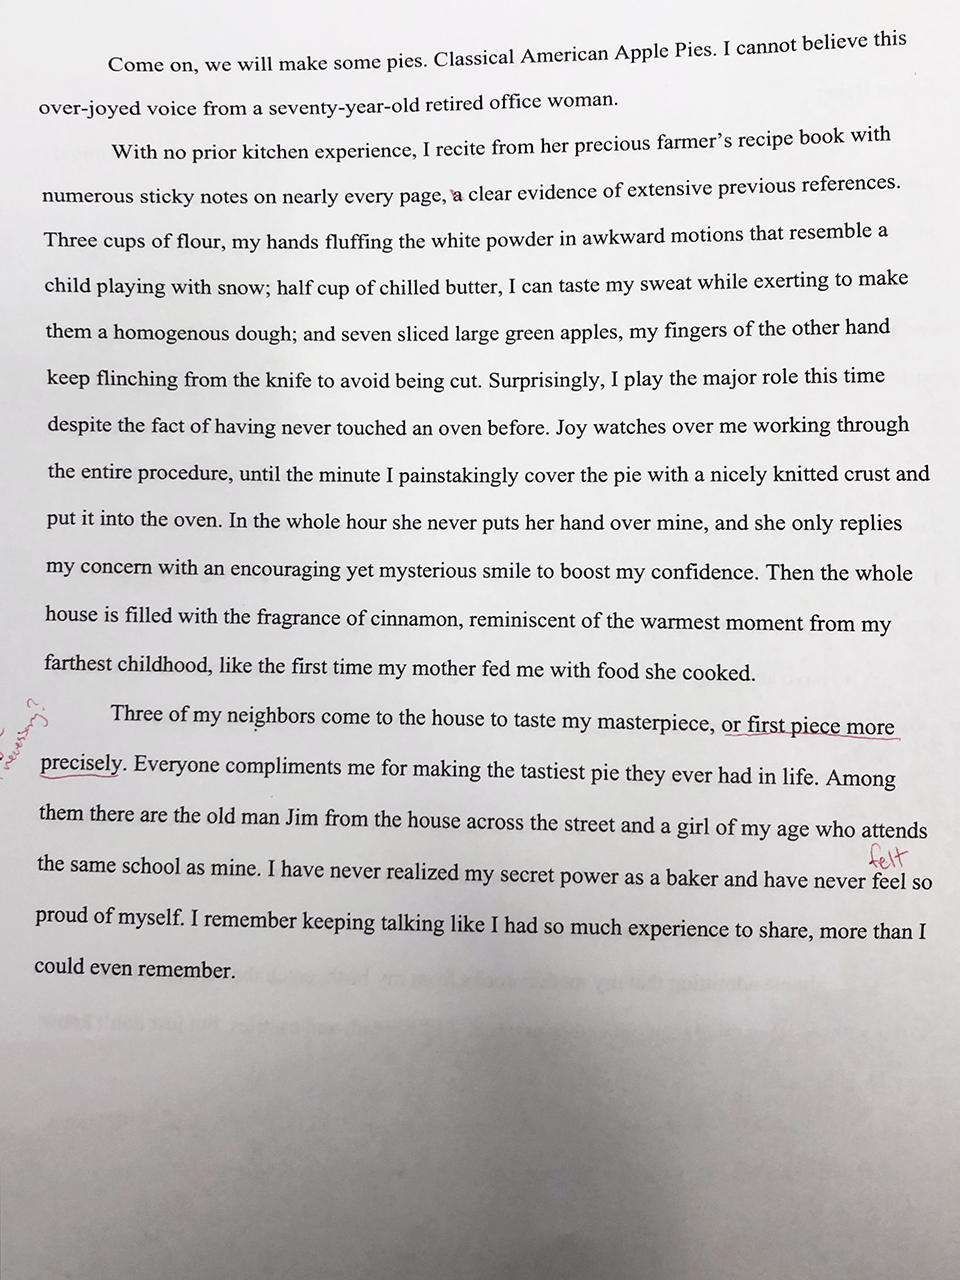 Come on, we will make some pies. Classical American Apple Pies. I cannot believe this
over-joyed voice from a seventy-year-old retired office woman.
With no prior kitchen experience, I recite from her precious farmer’s recipe book with
numerous sticky notes on nearly every page, a clear evidence of extensive previous references.
Three cups of flour, my hands fluffing the white powder in awkward motions that resemble a
child playing with snow; half cup of chilled butter, I can taste my sweat while exerting to make
them a homogenous dough; and seven sliced large green apples, my fingers of the other hand
keep flinching from the knife to avoid being cut. Surprisingly, I play the major role this time
despite the fact of having never touched an oven before. Joy watches over me working through
the entire procedure, until the minute I painstakingly cover the pie with a nicely knitted crust and
put it into the oven. In the whole hour she never puts her hand over mine, and she only replies
my concern with an encouraging yet mysterious smile to boost my confidence. Then the whole
house is filled with the fragrance of cinnamon, reminiscent of the warmest moment from my
farthest childhood, like the first time my mother fed me with food she cooked.
necessary?
Three of my neighbors come to the house to taste my masterpiece, or first piece more
precisely. Everyone compliments me for making the tastiest pie they ever had in life. Among
them there are the old man Jim from the house across the street and a girl of my age who attends
felt
the same school as mine. I have never realized my secret power as a baker and have never feel so
proud of myself. I remember keeping talking like I had so much experience to share, more than I
could even remember.